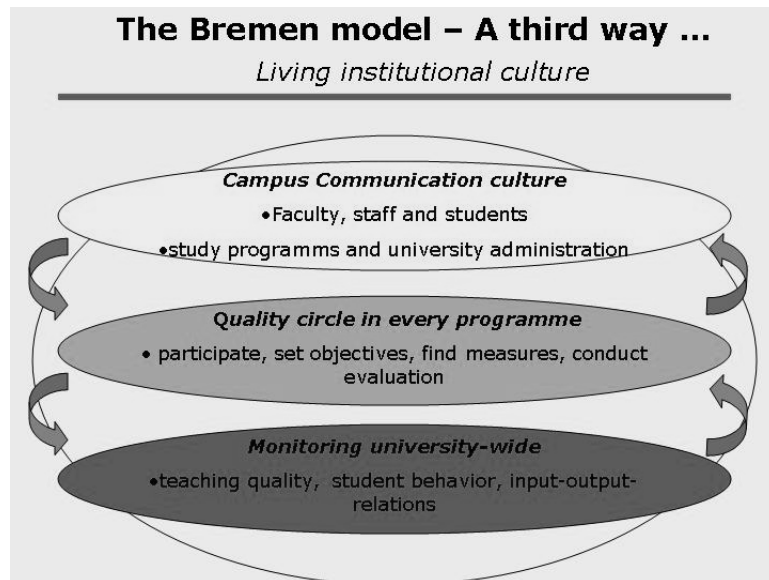 The Bremen model – A third way ...
Living institutional culture
Campus Communication culture
•Faculty, staff and students
•study programms and university administration
Quality circle in every programme
• participate, set objectives, find measures, conduct
evaluation
Monitoring university-wide
•teaching quality, student behavior, input-output-
relations